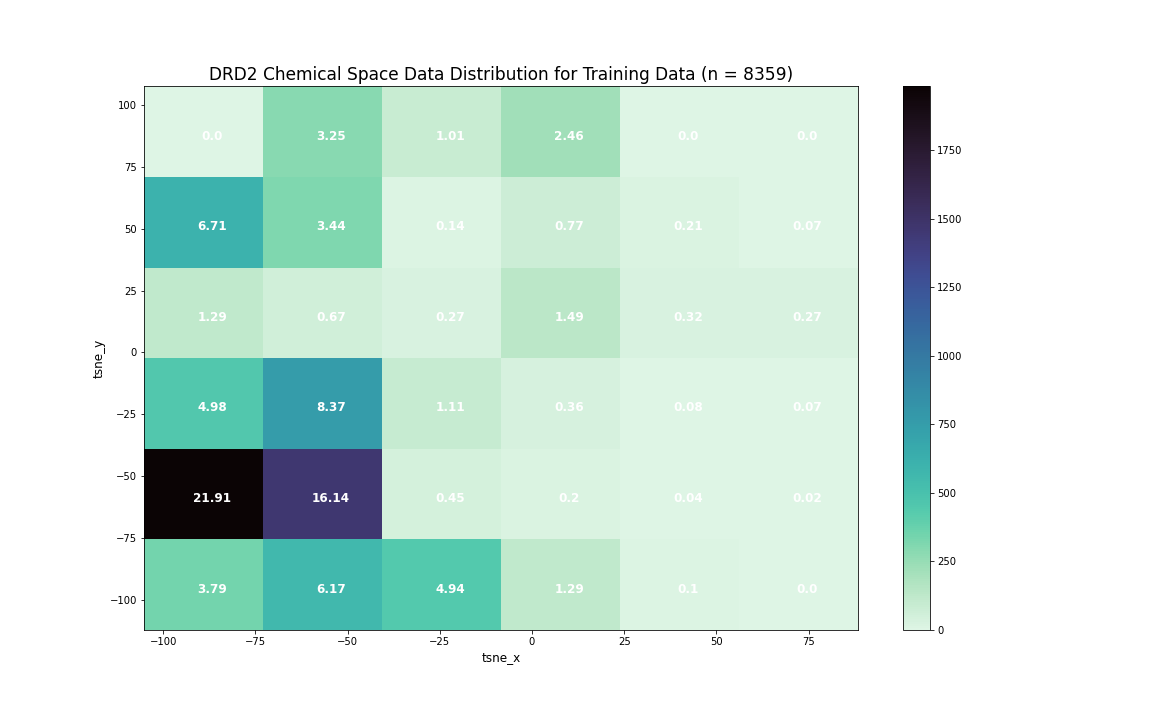 DRD2 Chemical Space Data Distribution for Training Data (n = 8359)
100
75
50
25
0
−25
−50
−75
−100
tsne_y
0.0 3.25 1.01 2.46 0.0 0.0
6.71 3.44 0.14 0.77 0.21 0.07
1.29 0.67 0.27 1.49 0.32 0.27
4.98 8.37 1.11 0.36 0.08 0.07
21.91 16.14 0.45 0.2 0.04 0.02
3.79 6.17 4.94 1.29 0.1 0.0
−100 −75 −50 −25 0 25 50 75
tsne_x
1750
1500
1250
1000
750
500
250
0